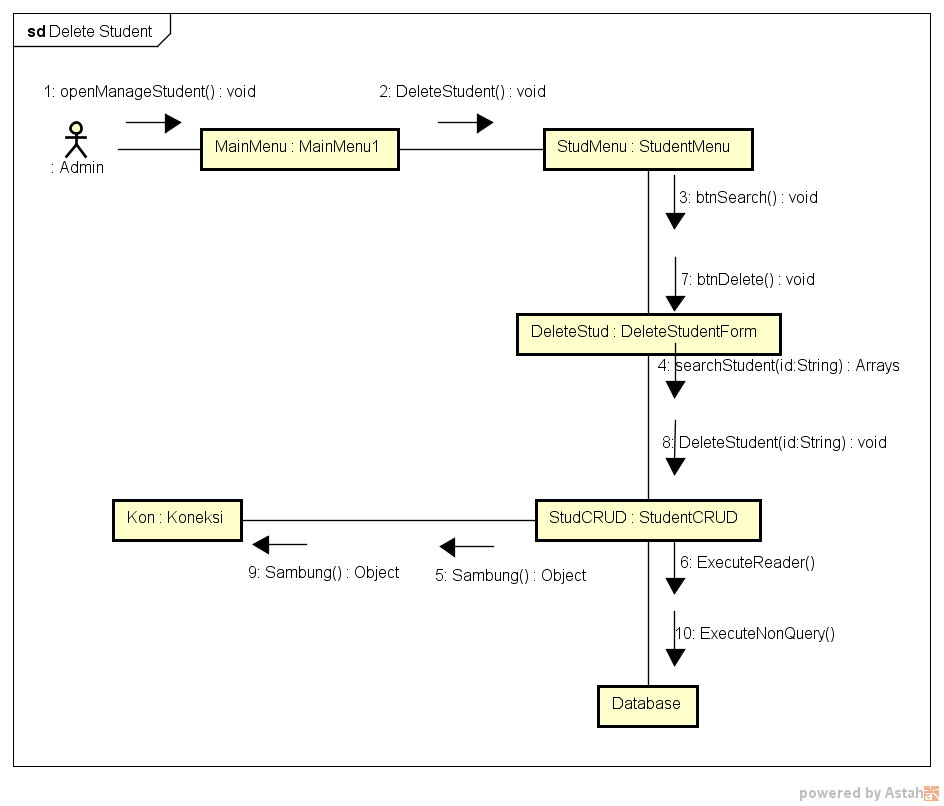 sd Delete Student
1: openManageStudent() : void
2: DeleteStudent() : void
MainMenu : MainMenu1
StudMenu : StudentMenu
: Admin
3: btnSearch() : void
7: btnDelete() : void
DeleteStud : DeleteStudentForm
4: searchStudent(id:String) : Arrays
8: DeleteStudent(id:String) : void
Kon : Koneksi
StudCRUD : StudentCRUD
9: Sambung() : Object
5: Sambung() : Object
6: ExecuteReader()
10: ExecuteNonQuery()
Database
powered by Astah